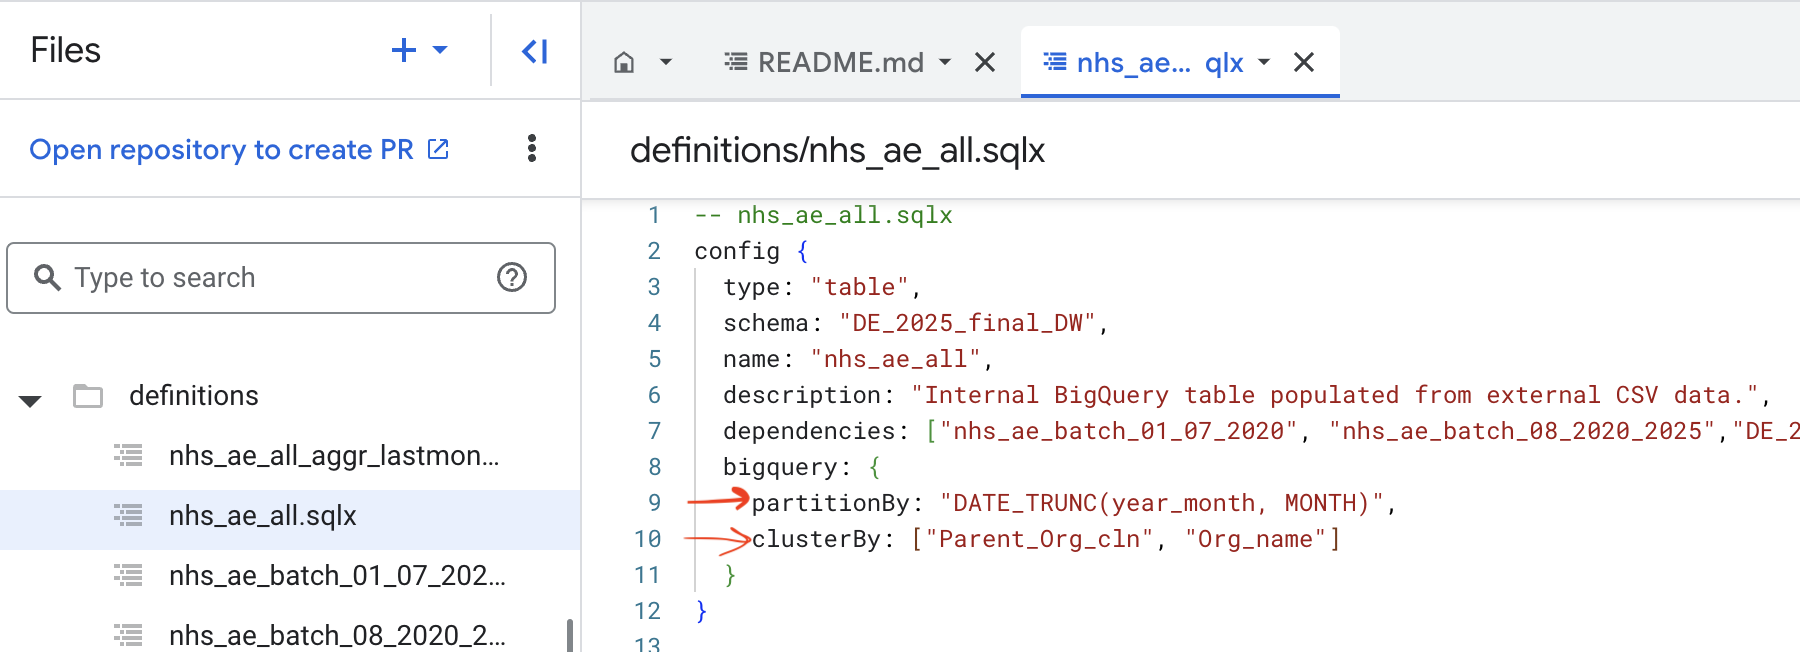 Files
Open repository to create PR
Type to search
definitions
nhs_ae_all_aggr_lastmon...
nhs_ae_all.sqlx
nhs_ae_batch_01_07_202...
nhs_ae_batch_08_2020_2...
README.md
nhs_ae... qlx
definitions/nhs_ae_all.sqlx
1 -- nhs_ae_all.sqlx
2 config {
3 type: "table",
4 schema: "DE_2025_final_DW",
5 name: "nhs_ae_all",
6 description: "Internal BigQuery table populated from external CSV data.",
7 dependencies: ["nhs_ae_batch_01_07_2020", "nhs_ae_batch_08_2020_2025","DE_2
8 bigquery: {
9 partitionBy: "DATE_TRUNC(year_month, MONTH)",
10 clusterBy: ["Parent_Org_cln", "Org_name"]
11 }
12 }
13